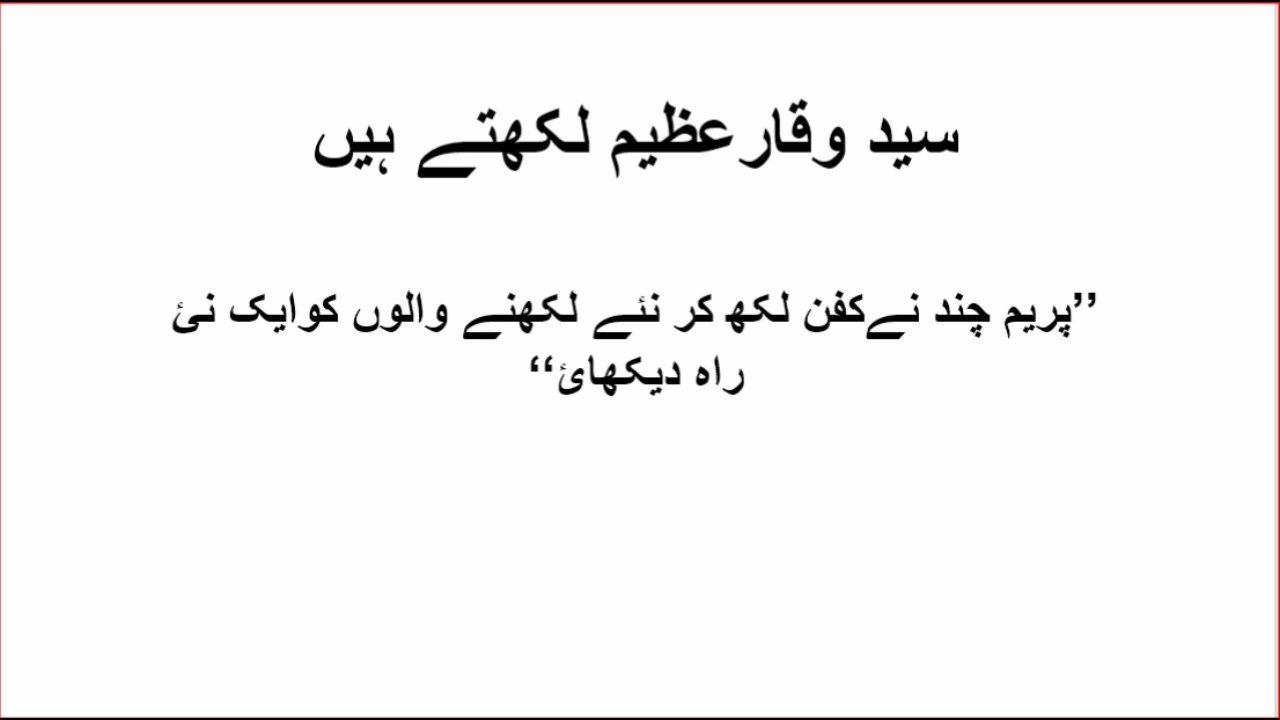 سید وقارعظیم لکھتے ہیں
’’پریم چند نےکفن لکھ کر نئے لکھنے والوں کوایک نئ
راہ دیکھائ‘‘